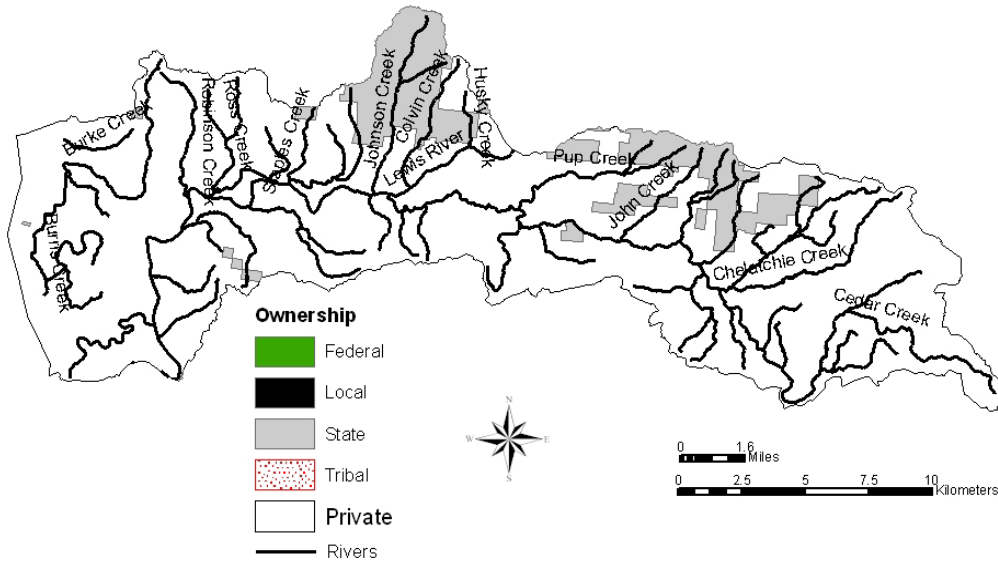 Burke Creek
Burris Creek
Robinson Creek
Ross Creek
Staples Creek
Johnson Creek
Colvin Creek
Lewis River
Husky Creek
Pup Creek
John Creek
Chelatchie Creek
Cedar Creek
Ownership
Federal
Local
State
Tribal
Private
Rivers
N
W E
S
0 1.6
Miles
0 2.5 5 7.5 10
Kilometers